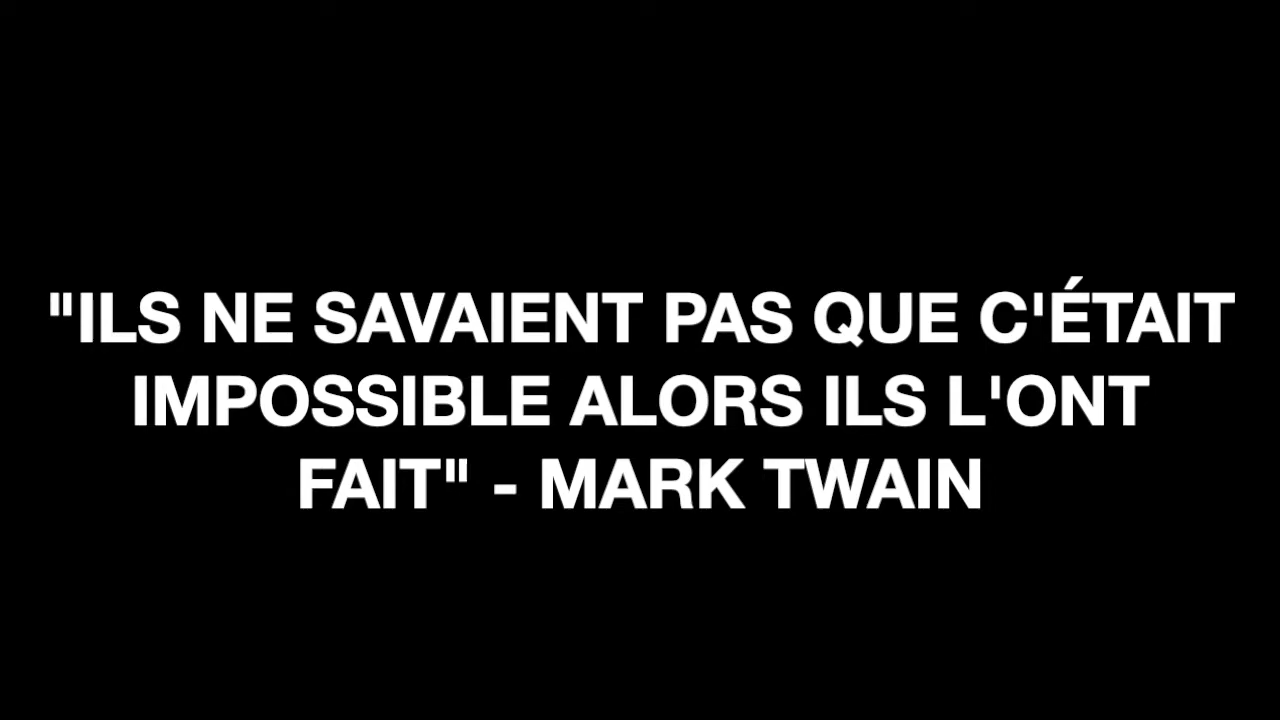 "ILS NE SAVAIENT PAS QUE C'ÉTAIT
IMPOSSIBLE ALORS ILS L'ONT
FAIT" - MARK TWAIN